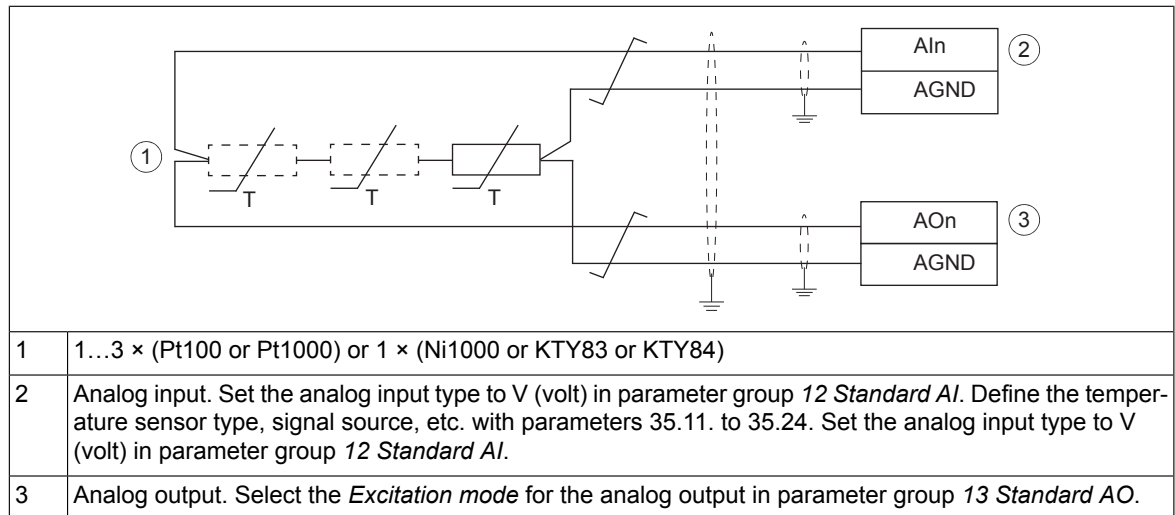 AIn
2
AGND
1
T
T
T
AOn
3
AGND
1 1…3 × (Pt100 or Pt1000) or 1 × (Ni1000 or KTY83 or KTY84)
2 Analog input. Set the analog input type to V (volt) in parameter group 12 Standard AI. Define the temper-
ature sensor type, signal source, etc. with parameters 35.11. to 35.24. Set the analog input type to V
(volt) in parameter group 12 Standard AI.
3 Analog output. Select the Excitation mode for the analog output in parameter group 13 Standard AO.